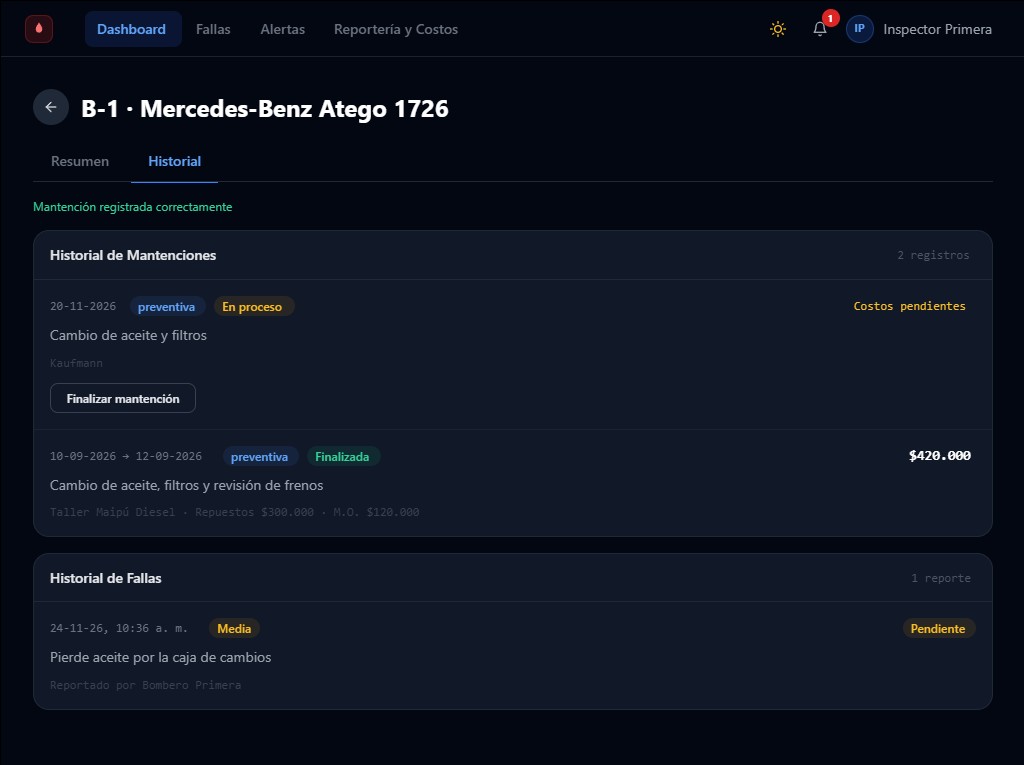 Dashboard Fallas Alertas Reportería y Costos 1 IP Inspector Primera
B-1 · Mercedes-Benz Atego 1726
Resumen Historial
Mantención registrada correctamente
Historial de Mantenciones 2 registros
20-11-2026 preventiva En proceso Costos pendientes
Cambio de aceite y filtros
Kaufmann
Finalizar mantención
10-09-2026 → 12-09-2026 preventiva Finalizada $420.000
Cambio de aceite, filtros y revisión de frenos
Taller Maipú Diesel · Repuestos $300.000 · M.O. $120.000
Historial de Fallas 1 reporte
24-11-26, 10:36 a. m. Media Pendiente
Pierde aceite por la caja de cambios
Reportado por Bombero Primera